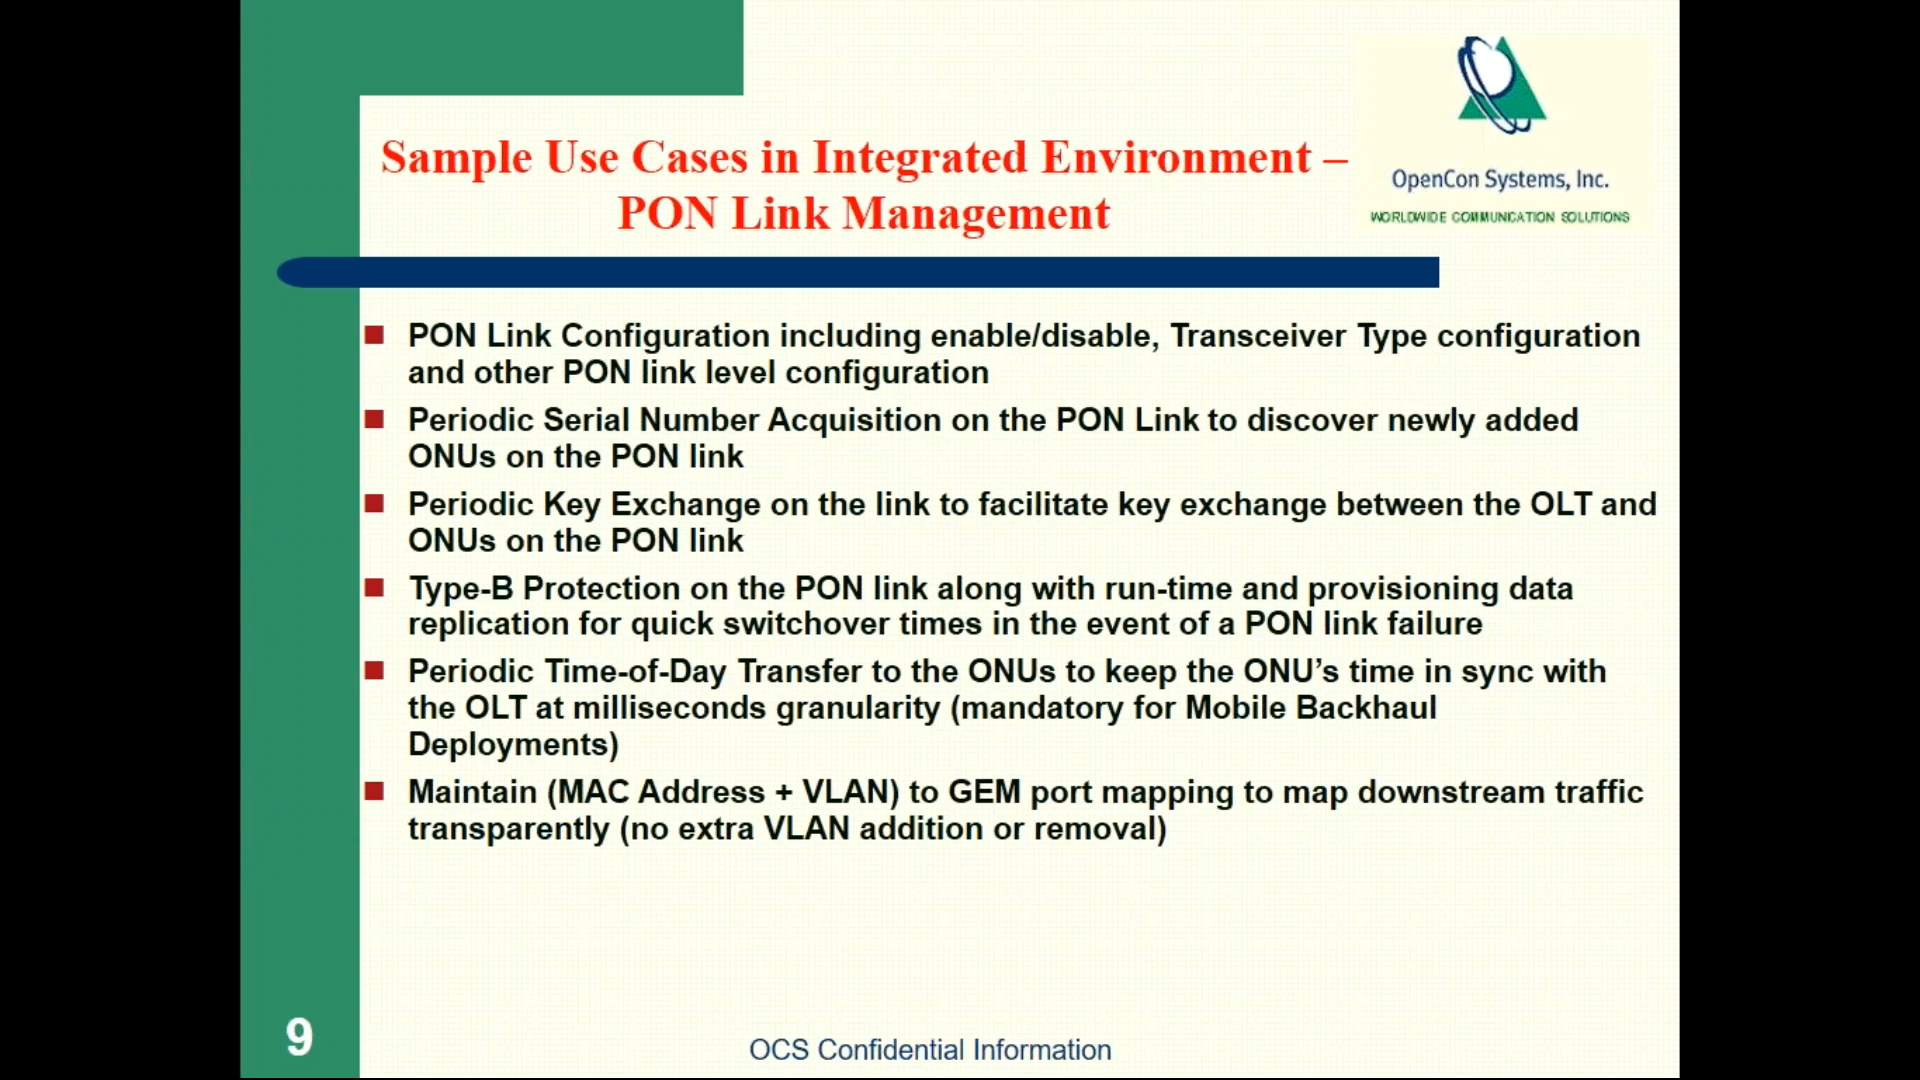 Sample Use Cases in Integrated Environment –
PON Link Management
OpenCon Systems, Inc.
WORLDWIDE COMMUNICATION SOLUTIONS
PON Link Configuration including enable/disable, Transceiver Type configuration
and other PON link level configuration
Periodic Serial Number Acquisition on the PON Link to discover newly added
ONUs on the PON link
Periodic Key Exchange on the link to facilitate key exchange between the OLT and
ONUs on the PON link
Type-B Protection on the PON link along with run-time and provisioning data
replication for quick switchover times in the event of a PON link failure
Periodic Time-of-Day Transfer to the ONUs to keep the ONU’s time in sync with
the OLT at milliseconds granularity (mandatory for Mobile Backhaul
Deployments)
Maintain (MAC Address + VLAN) to GEM port mapping to map downstream traffic
transparently (no extra VLAN addition or removal)
9
OCS Confidential Information